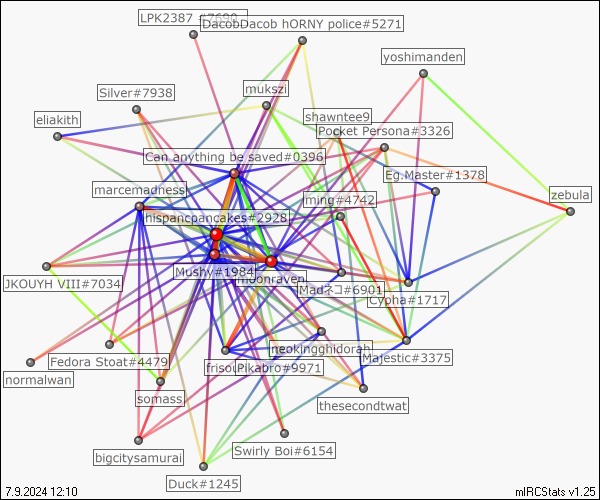 LPK2387 #7690
DacobDacob hORNY police#5271
yoshimanden
mukszi
Silver#7938
shawntee9
eliakith
Pocket Persona#3326
Can anything be saved#0396
Eg.Master#1378
marcemadness
ming#4742
zebula
hispancpancakes#2928
Mushy#1984
moonraven
JKOUYH VIII#7034
Madネコ#6901
Cypha#1717
neokingghidorah
Majestic#3375
Fedora Stoat#4479
Pikabro#9971
normalwan
somass
thesecondtwat
Swirly Boi#6154
bigcitysamurai
Duck#1245
7.9.2024 12:10
mIRCStats v1.25